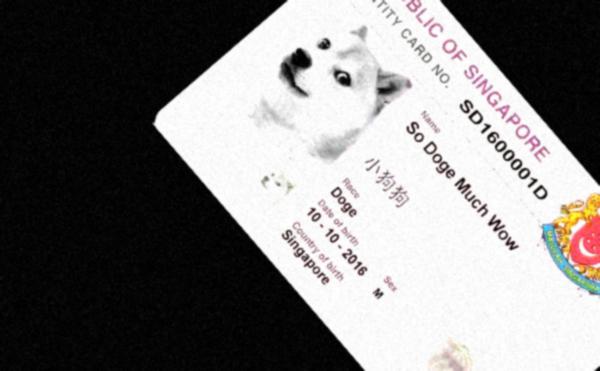 BLIC OF SINGAPORE
TITY CARD NO. SD1600001D
Name
So Doge Much Wow
小狗狗
Race
Doge
Date of birth
Sex
10 - 10 - 2016
M
Country of birth
Singapore